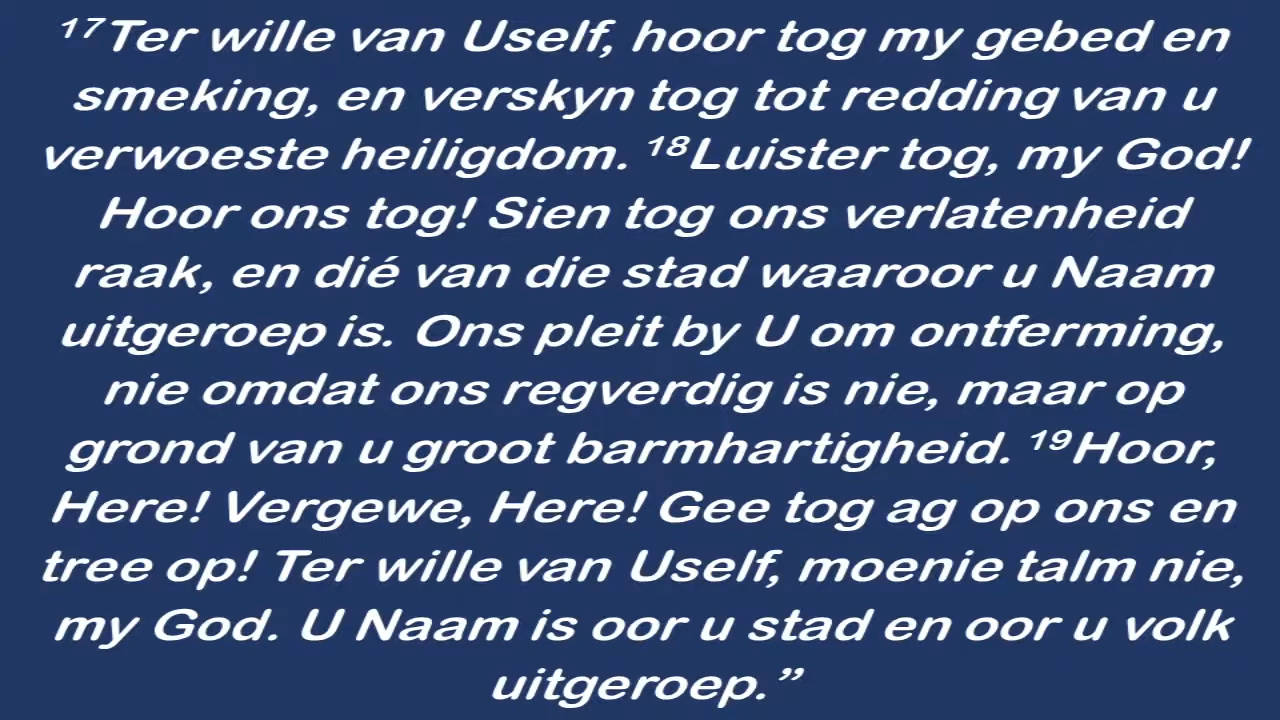 ¹⁷Ter wille van Uself, hoor tog my gebed en
smeking, en verskyn tog tot redding van u
verwoeste heiligdom. ¹⁸Luister tog, my God!
Hoor ons tog! Sien tog ons verlatenheid
raak, en dié van die stad waaroor u Naam
uitgeroep is. Ons pleit by U om ontferming,
nie omdat ons regverdig is nie, maar op
grond van u groot barmhartigheid. ¹⁹Hoor,
Here! Vergewe, Here! Gee tog ag op ons en
tree op! Ter wille van Uself, moenie talm nie,
my God. U Naam is oor u stad en oor u volk
uitgeroep.”